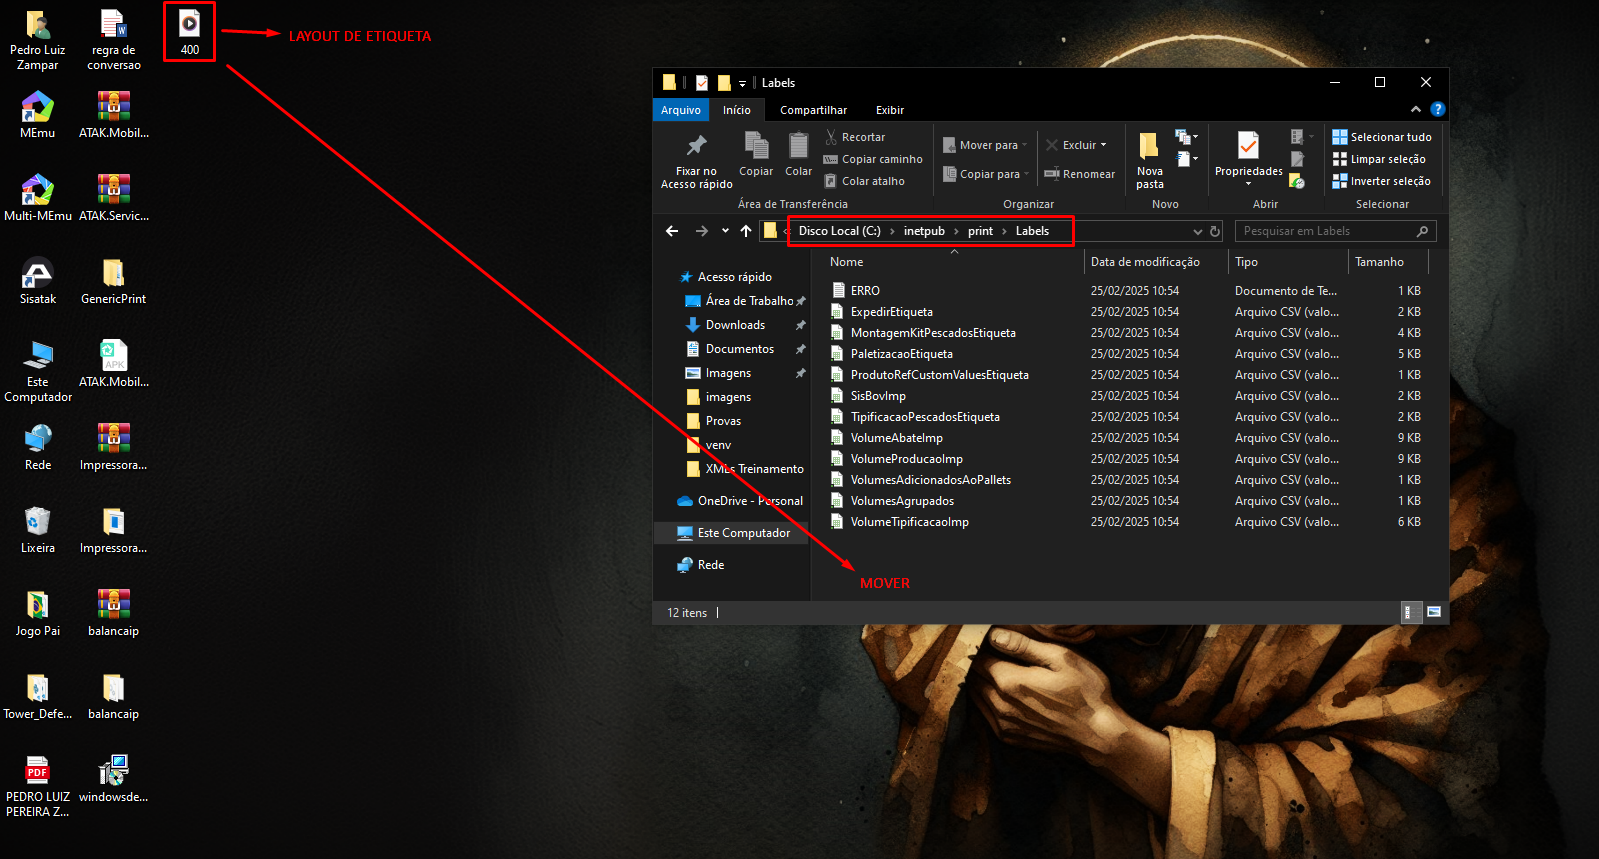 Pedro Luiz
Zampar
regra de
conversao
400
LAYOUT DE ETIQUETA
MEmu
ATAK.Mobil...
Multi-MEmu
ATAK.Servic...
Sisatak
GenericPrint
Este
Computador
APK
ATAK.Mobil...
Rede
Impressora...
Lixeira
Impressora...
Jogo Pai
balancaip
Tower_Defe...
balancaip
PDF
PEDRO LUIZ
PEREIRA Z...
windowsde...
Labels
Arquivo
Início
Compartilhar
Exibir
Fixar no
Acesso rápido
Copiar
Colar
Recortar
Copiar caminho
Colar atalho
Área de Transferência
Mover para
Copiar para
Excluir
Renomear
Organizar
Nova
pasta
Novo
Propriedades
Abrir
Selecionar tudo
Limpar seleção
Inverter seleção
Selecionar
« Disco Local (C:) > inetpub > print > Labels
Pesquisar em Labels
Acesso rápido
Área de Trabalho
Downloads
Documentos
Imagens
imagens
Provas
venv
XMLs Treinamento
OneDrive - Personal
Este Computador
Rede
Nome Data de modificação Tipo Tamanho
ERRO 25/02/2025 10:54 Documento de Te... 1 KB
ExpedirEtiqueta 25/02/2025 10:54 Arquivo CSV (valo... 2 KB
MontagemKitPescadosEtiqueta 25/02/2025 10:54 Arquivo CSV (valo... 4 KB
PaletizacaoEtiqueta 25/02/2025 10:54 Arquivo CSV (valo... 5 KB
ProdutoRefCustomValuesEtiqueta 25/02/2025 10:54 Arquivo CSV (valo... 1 KB
SisBovImp 25/02/2025 10:54 Arquivo CSV (valo... 2 KB
TipificacaoPescadosEtiqueta 25/02/2025 10:54 Arquivo CSV (valo... 2 KB
VolumeAbateImp 25/02/2025 10:54 Arquivo CSV (valo... 9 KB
VolumeProducaoImp 25/02/2025 10:54 Arquivo CSV (valo... 9 KB
VolumesAdicionadosAoPallets 25/02/2025 10:54 Arquivo CSV (valo... 1 KB
VolumesAgrupados 25/02/2025 10:54 Arquivo CSV (valo... 1 KB
VolumeTipificacaoImp 25/02/2025 10:54 Arquivo CSV (valo... 6 KB
MOVER
12 itens